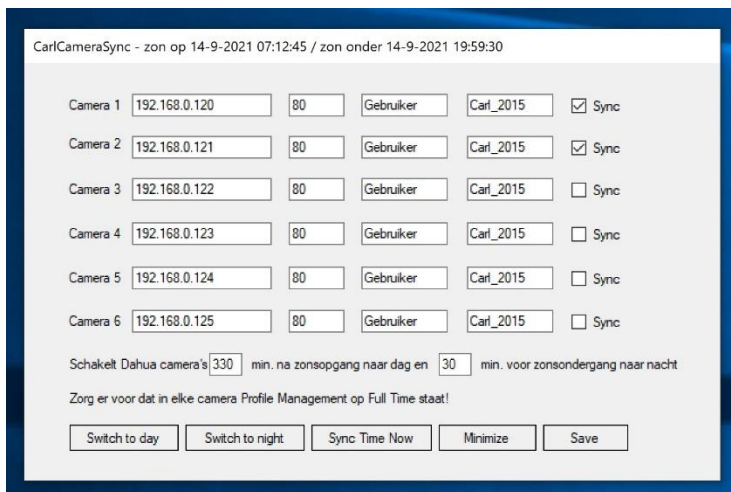 CarlCameraSync - zon op 14-9-2021 07:12:45 / zon onder 14-9-2021 19:59:30
Camera 1 192.168.0.120 80 Gebruiker Carl_2015 Sync
Camera 2 192.168.0.121 80 Gebruiker Carl_2015 Sync
Camera 3 192.168.0.122 80 Gebruiker Carl_2015 Sync
Camera 4 192.168.0.123 80 Gebruiker Carl_2015 Sync
Camera 5 192.168.0.124 80 Gebruiker Carl_2015 Sync
Camera 6 192.168.0.125 80 Gebruiker Carl_2015 Sync
Schakelt Dahua camera's 330 min. na zonsopgang naar dag en 30 min. voor zonsondergang naar nacht
Zorg er voor dat in elke camera Profile Management op Full Time staat!
Switch to day Switch to night Sync Time Now Minimize Save